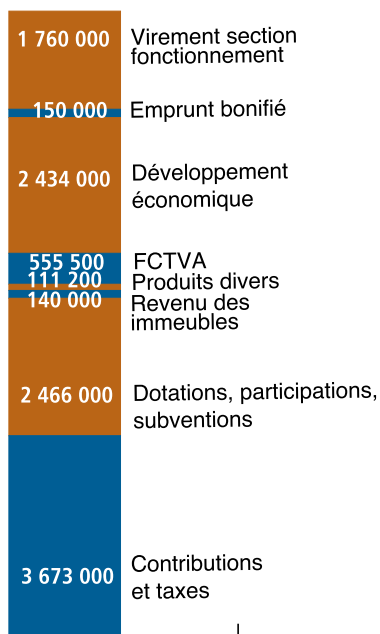 1 760 000 Virement section
fonctionnement
150 000 Emprunt bonifié
2 434 000 Développement
économique
555 500 FCTVA
111 200 Produits divers
140 000 Revenu des
immeubles
2 466 000 Dotations, participations,
subventions
3 673 000 Contributions
et taxes